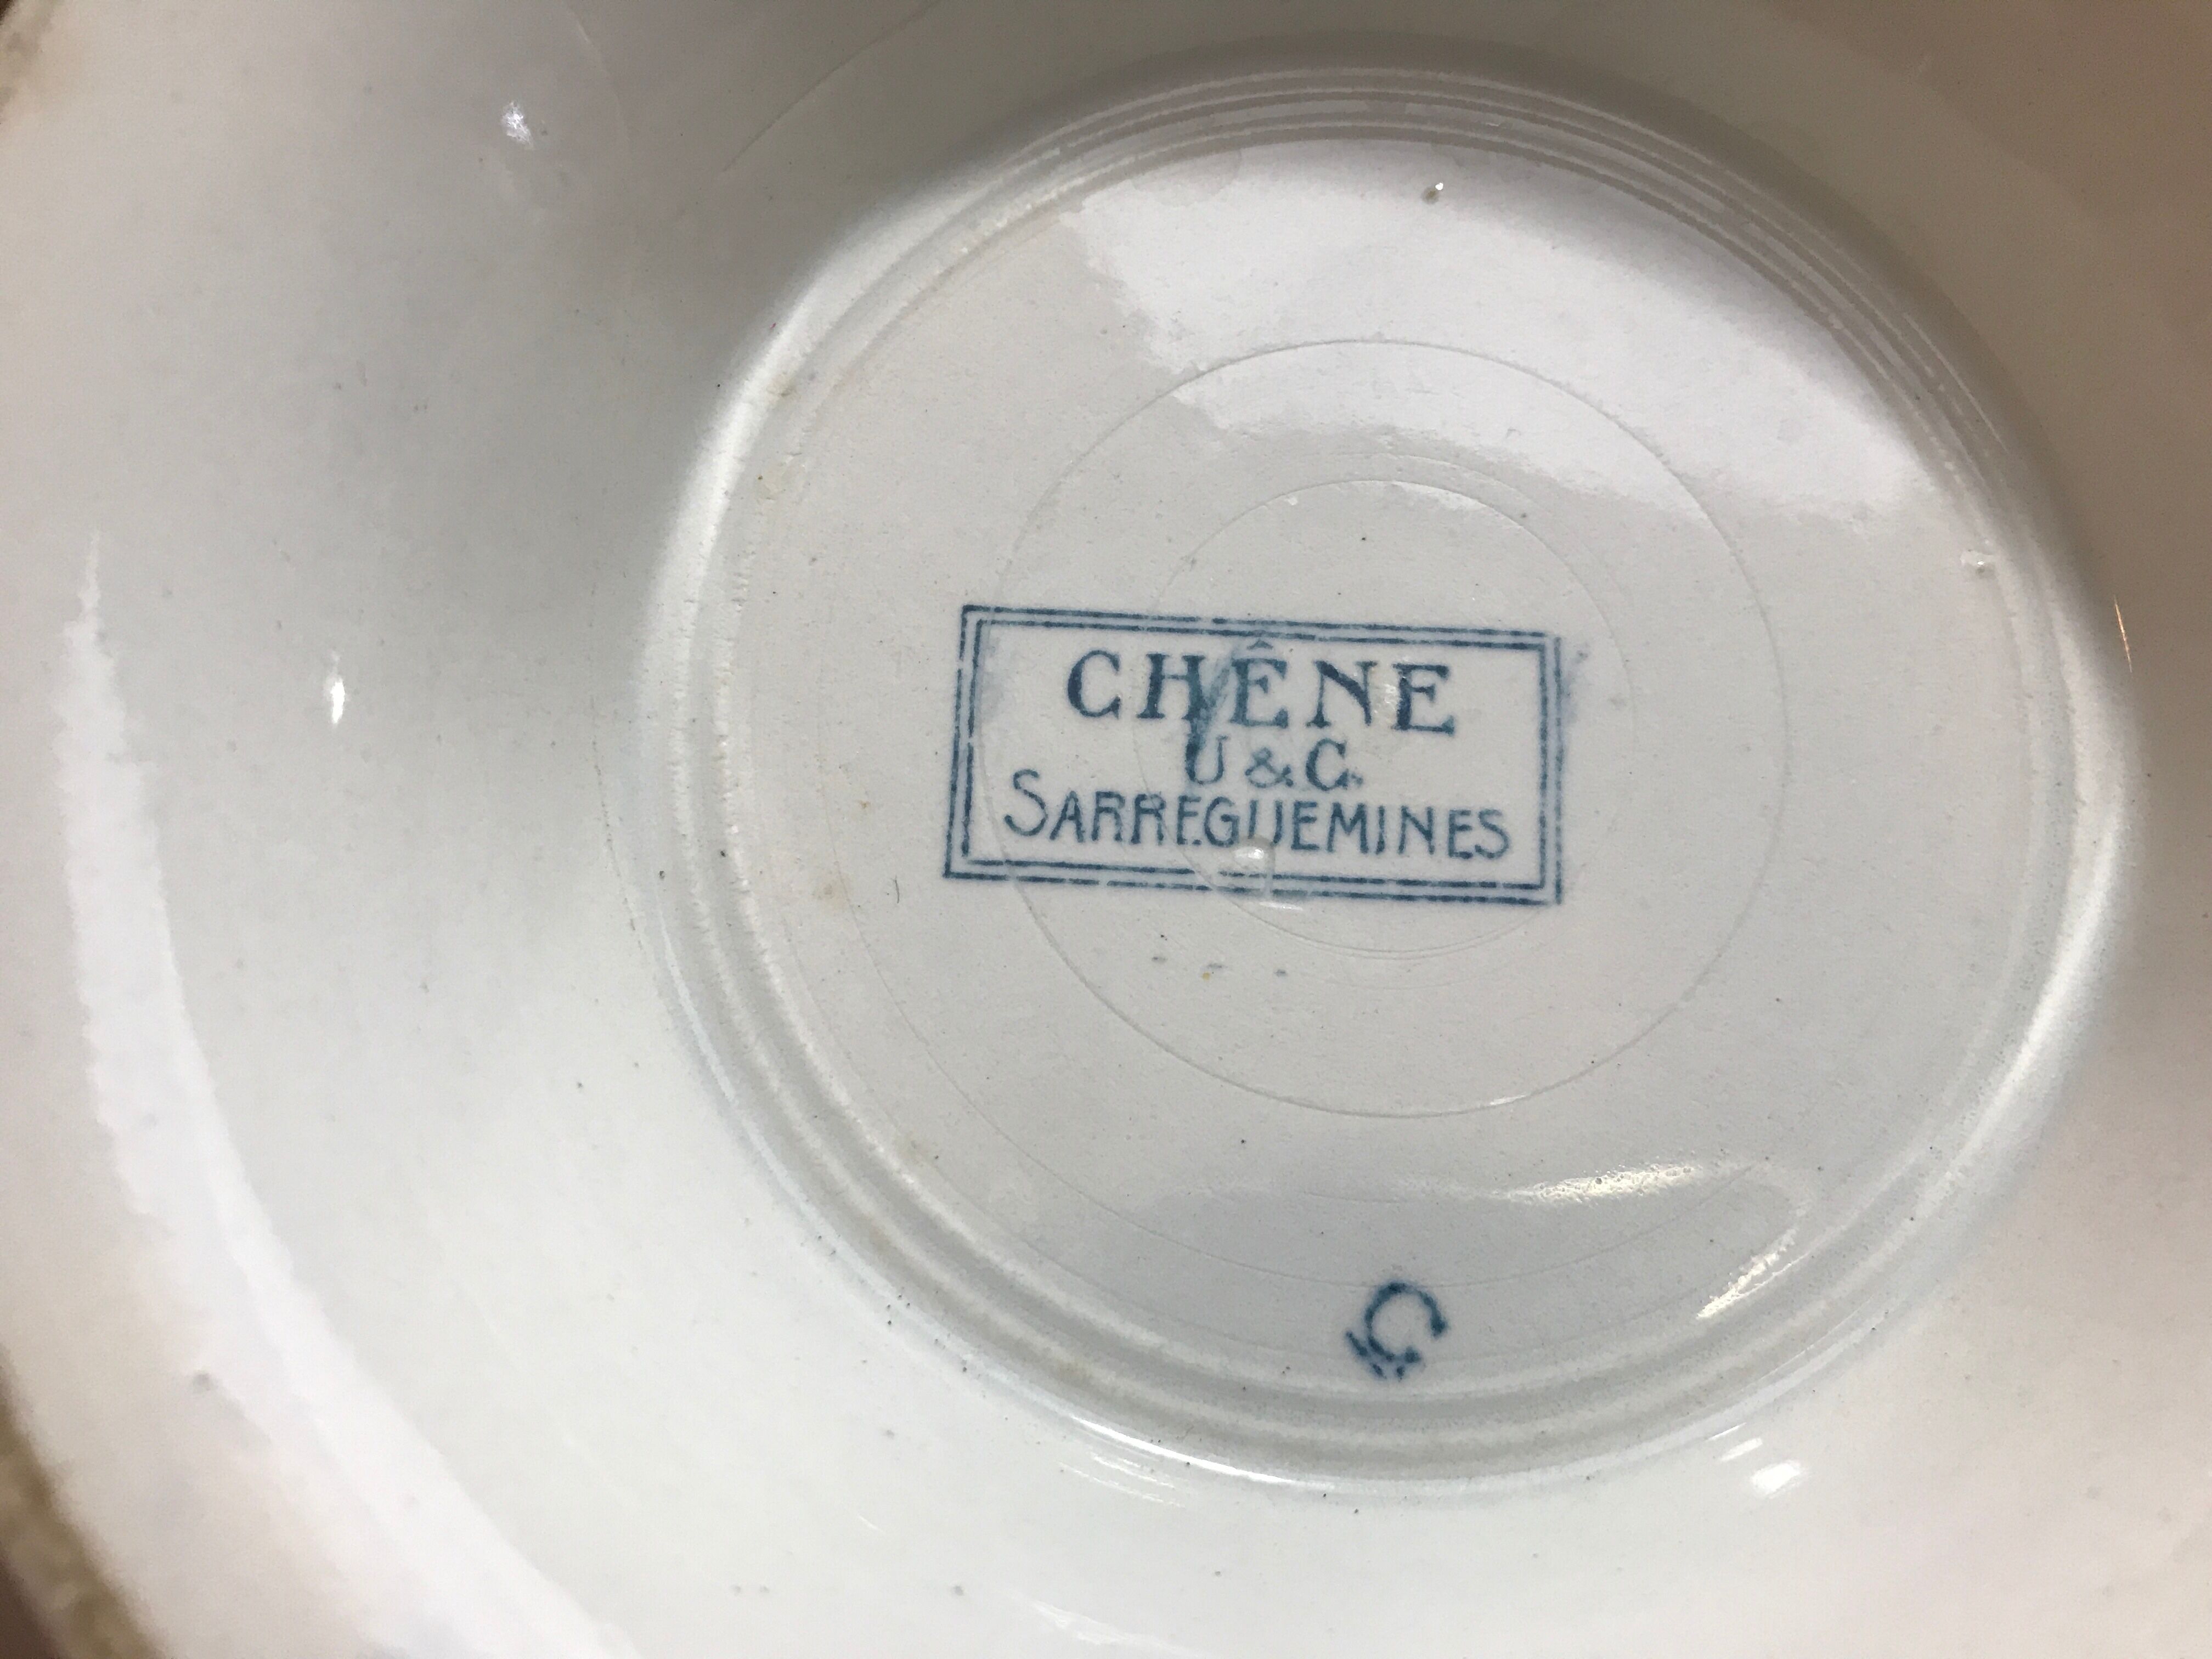 CHÊNE
U & C.
SARREGUEMINES
C